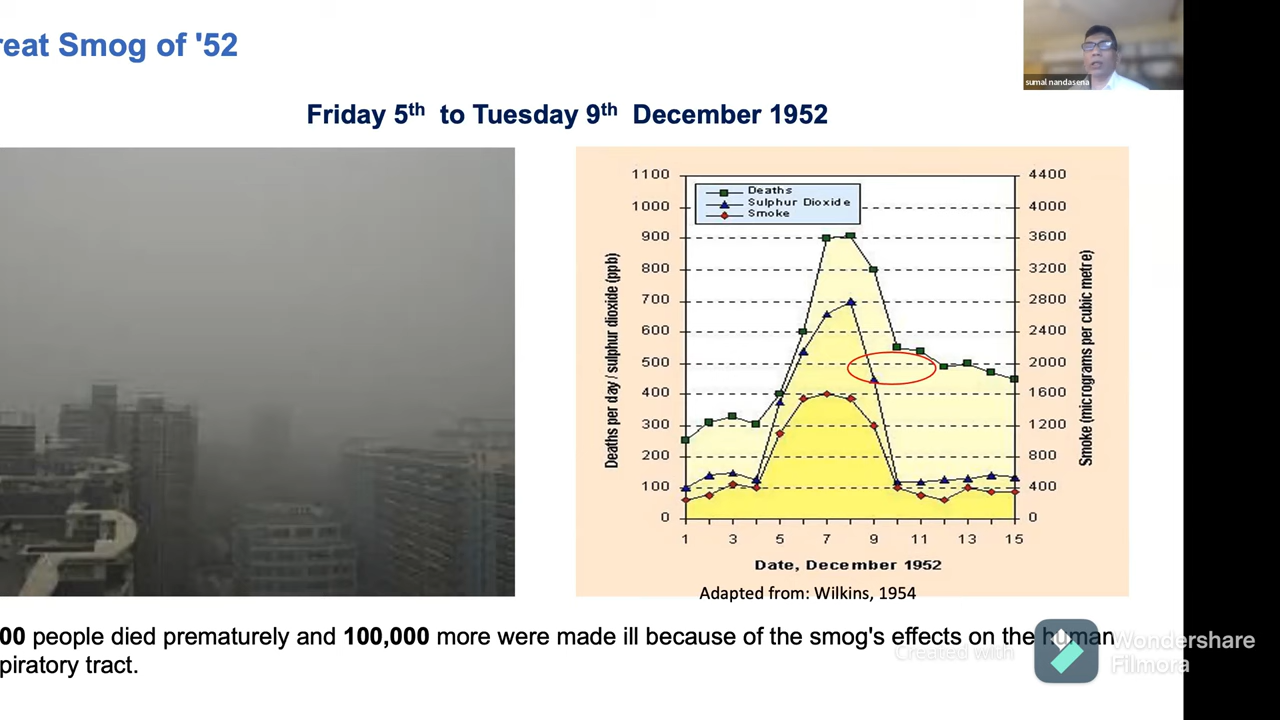 reat Smog of '52
sumal nandasena
Friday 5th to Tuesday 9th December 1952
Deaths
Sulphur Dioxide
Smoke
1100
1000
900
800
700
600
500
400
300
200
100
0
4400
4000
3600
3200
2800
2400
2000
1600
1200
800
400
0
Deaths per day / sulphur dioxide (ppb)
Smoke (micrograms per cubic metre)
1 3 5 7 9 11 13 15
Date, December 1952
Adapted from: Wilkins, 1954
00 people died prematurely and 100,000 more were made ill because of the smog's effects on the human
piratory tract.
Created with
Wondershare
Filmora